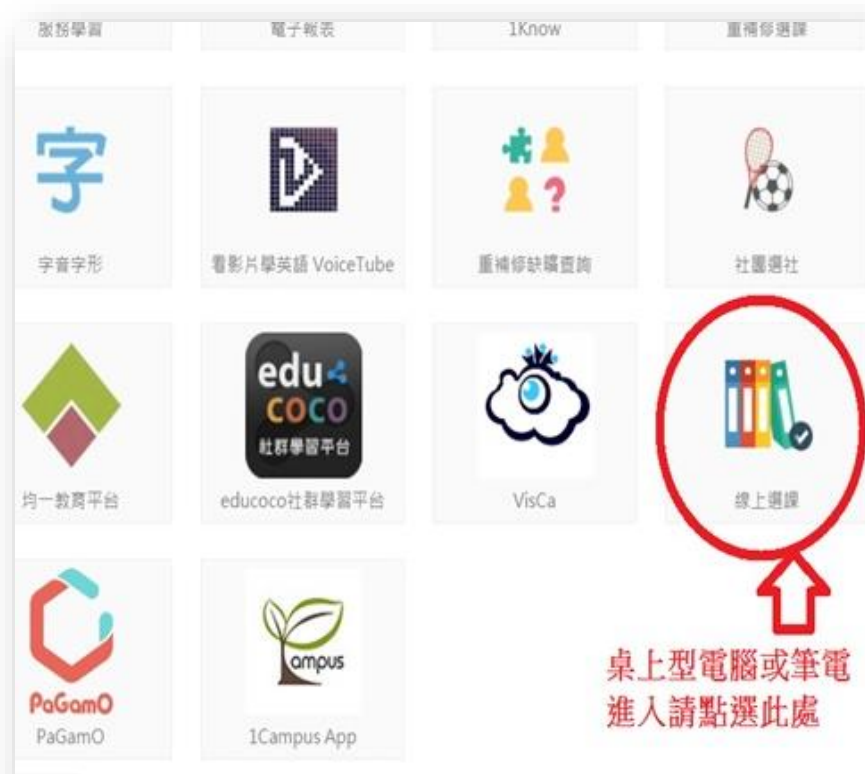 服務學習 電子報表 1Know 重補修選課
字
字音字形 看影片學英語 VoiceTube 重補修缺曠查詢 社團選社
edu
coco
社群學習平台
均一教育平台 educoco社群學習平台 VisCa 線上選課
PaGamO
Campus
PaGamO 1Campus App
桌上型電腦或筆電
進入請點選此處